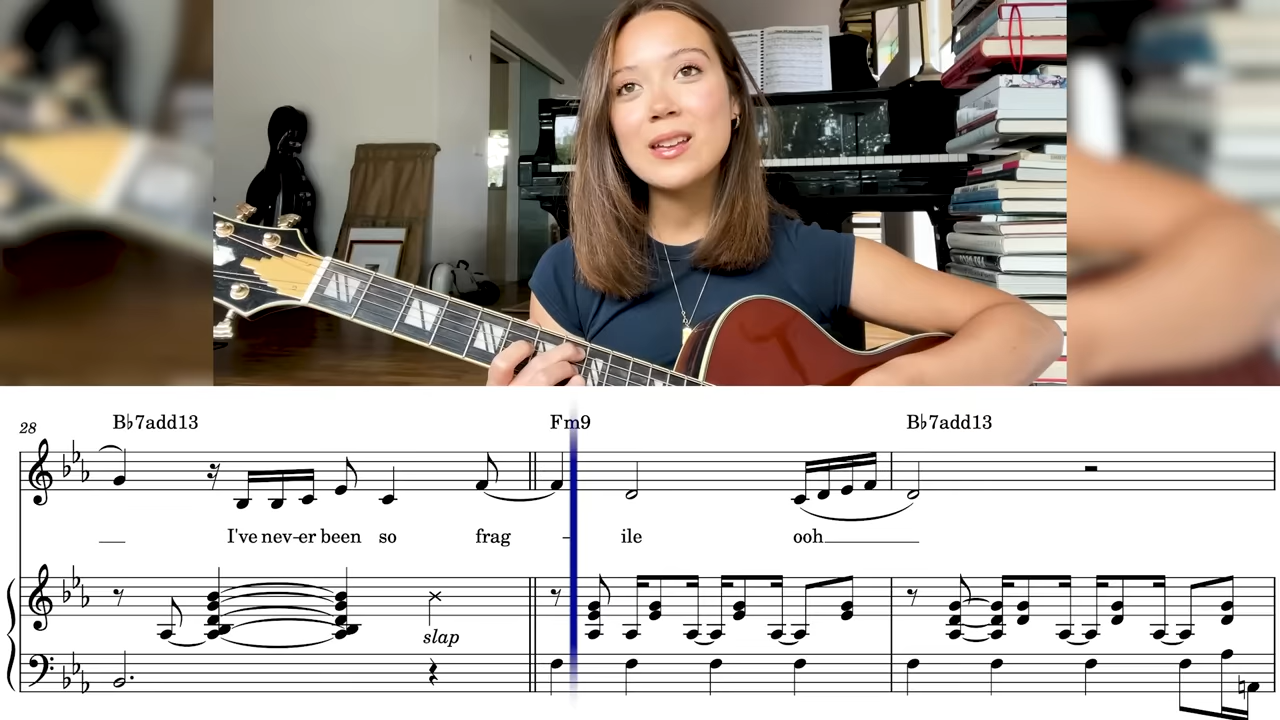 B♭7add13 Fm9 B♭7add13
28
I've nev-er been so frag - ile ooh
slap